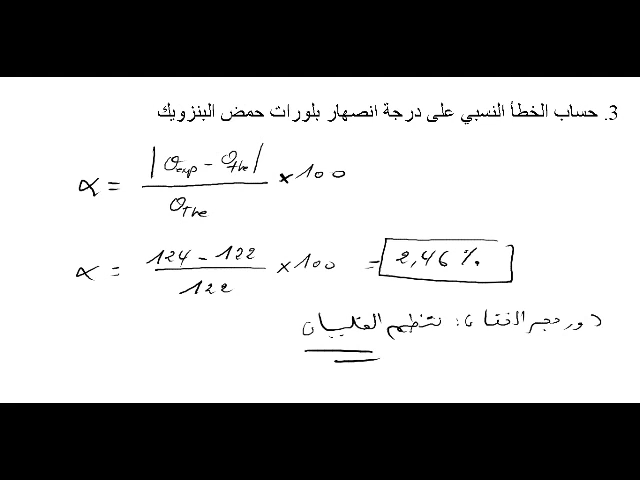 3. حساب الخطأ النسبي على درجة انصهار بلورات حمض البنزويك
α = |θexp - θthe| / θThe × 100
α = 124 - 122 / 122 × 100 = 2,46 %
دور حجر الخفان : تنظيم الغليان